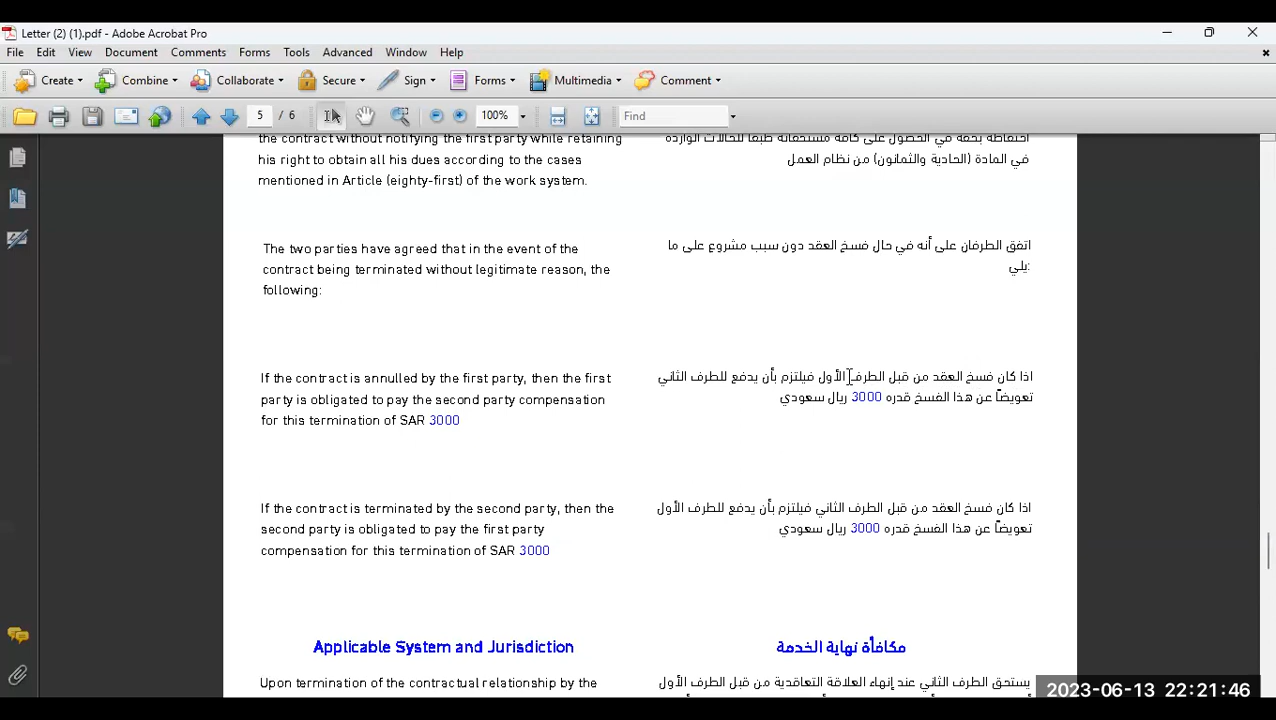 Letter (2) (1).pdf - Adobe Acrobat Pro
File Edit View Document Comments Forms Tools Advanced Window Help
Create Combine Collaborate Secure Sign Forms Multimedia Comment
5 / 6 100% Find
the contract without notifying the first party while retaining
his right to obtain all his dues according to the cases
mentioned in Article (eighty-first) of the work system.
احتفاظه بحقه في الحصول على كافة مستحقاته طبقا للحالات الواردة
في المادة (الحادية والثمانون) من نظام العمل
The two parties have agreed that in the event of the
contract being terminated without legitimate reason, the
following:
اتفق الطرفان على أنه في حال فسخ العقد دون سبب مشروع على ما
يلي:
If the contract is annulled by the first party, then the first
party is obligated to pay the second party compensation
for this termination of SAR 3000
اذا كان فسخ العقد من قبل الطرف الأول فيلتزم بأن يدفع للطرف الثاني
تعويضاً عن هذا الفسخ قدره 3000 ريال سعودي
If the contract is terminated by the second party, then the
second party is obligated to pay the first party
compensation for this termination of SAR 3000
اذا كان فسخ العقد من قبل الطرف الثاني فيلتزم بأن يدفع للطرف الأول
تعويضاً عن هذا الفسخ قدره 3000 ريال سعودي
Applicable System and Jurisdiction
مكافأة نهاية الخدمة
Upon termination of the contractual relationship by the
يستحق الطرف الثاني عند إنهاء العلاقة التعاقدية من قبل الطرف الأول
2023-06-13 22:21:46